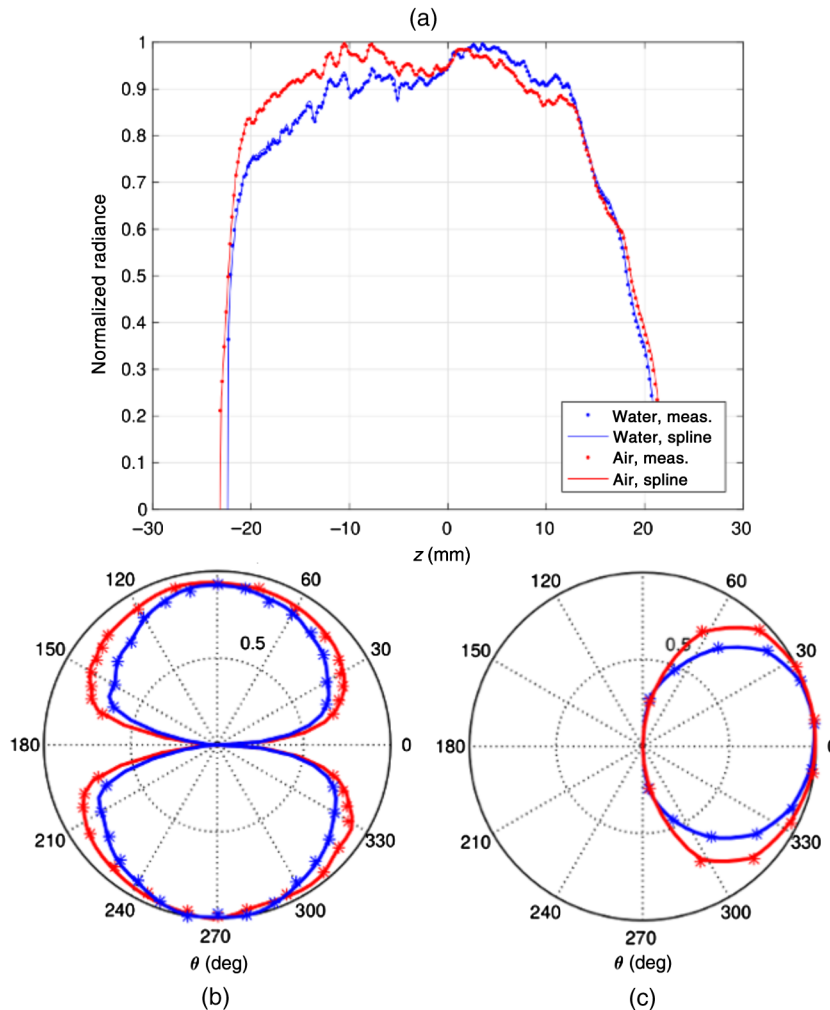 (a)
1
0.9
0.8
0.7
0.6
0.5
0.4
0.3
0.2
0.1
0
Normalized radiance
Water, meas.
Water, spline
Air, meas.
Air, spline
−30 −20 −10 0 10 20 30
z (mm)
120 60
0.5
150 30
180 0
210 330
240 300
270
θ (deg)
(b)
120 60
0.5
150 30
180 0
210 330
240 300
270
θ (deg)
(c)